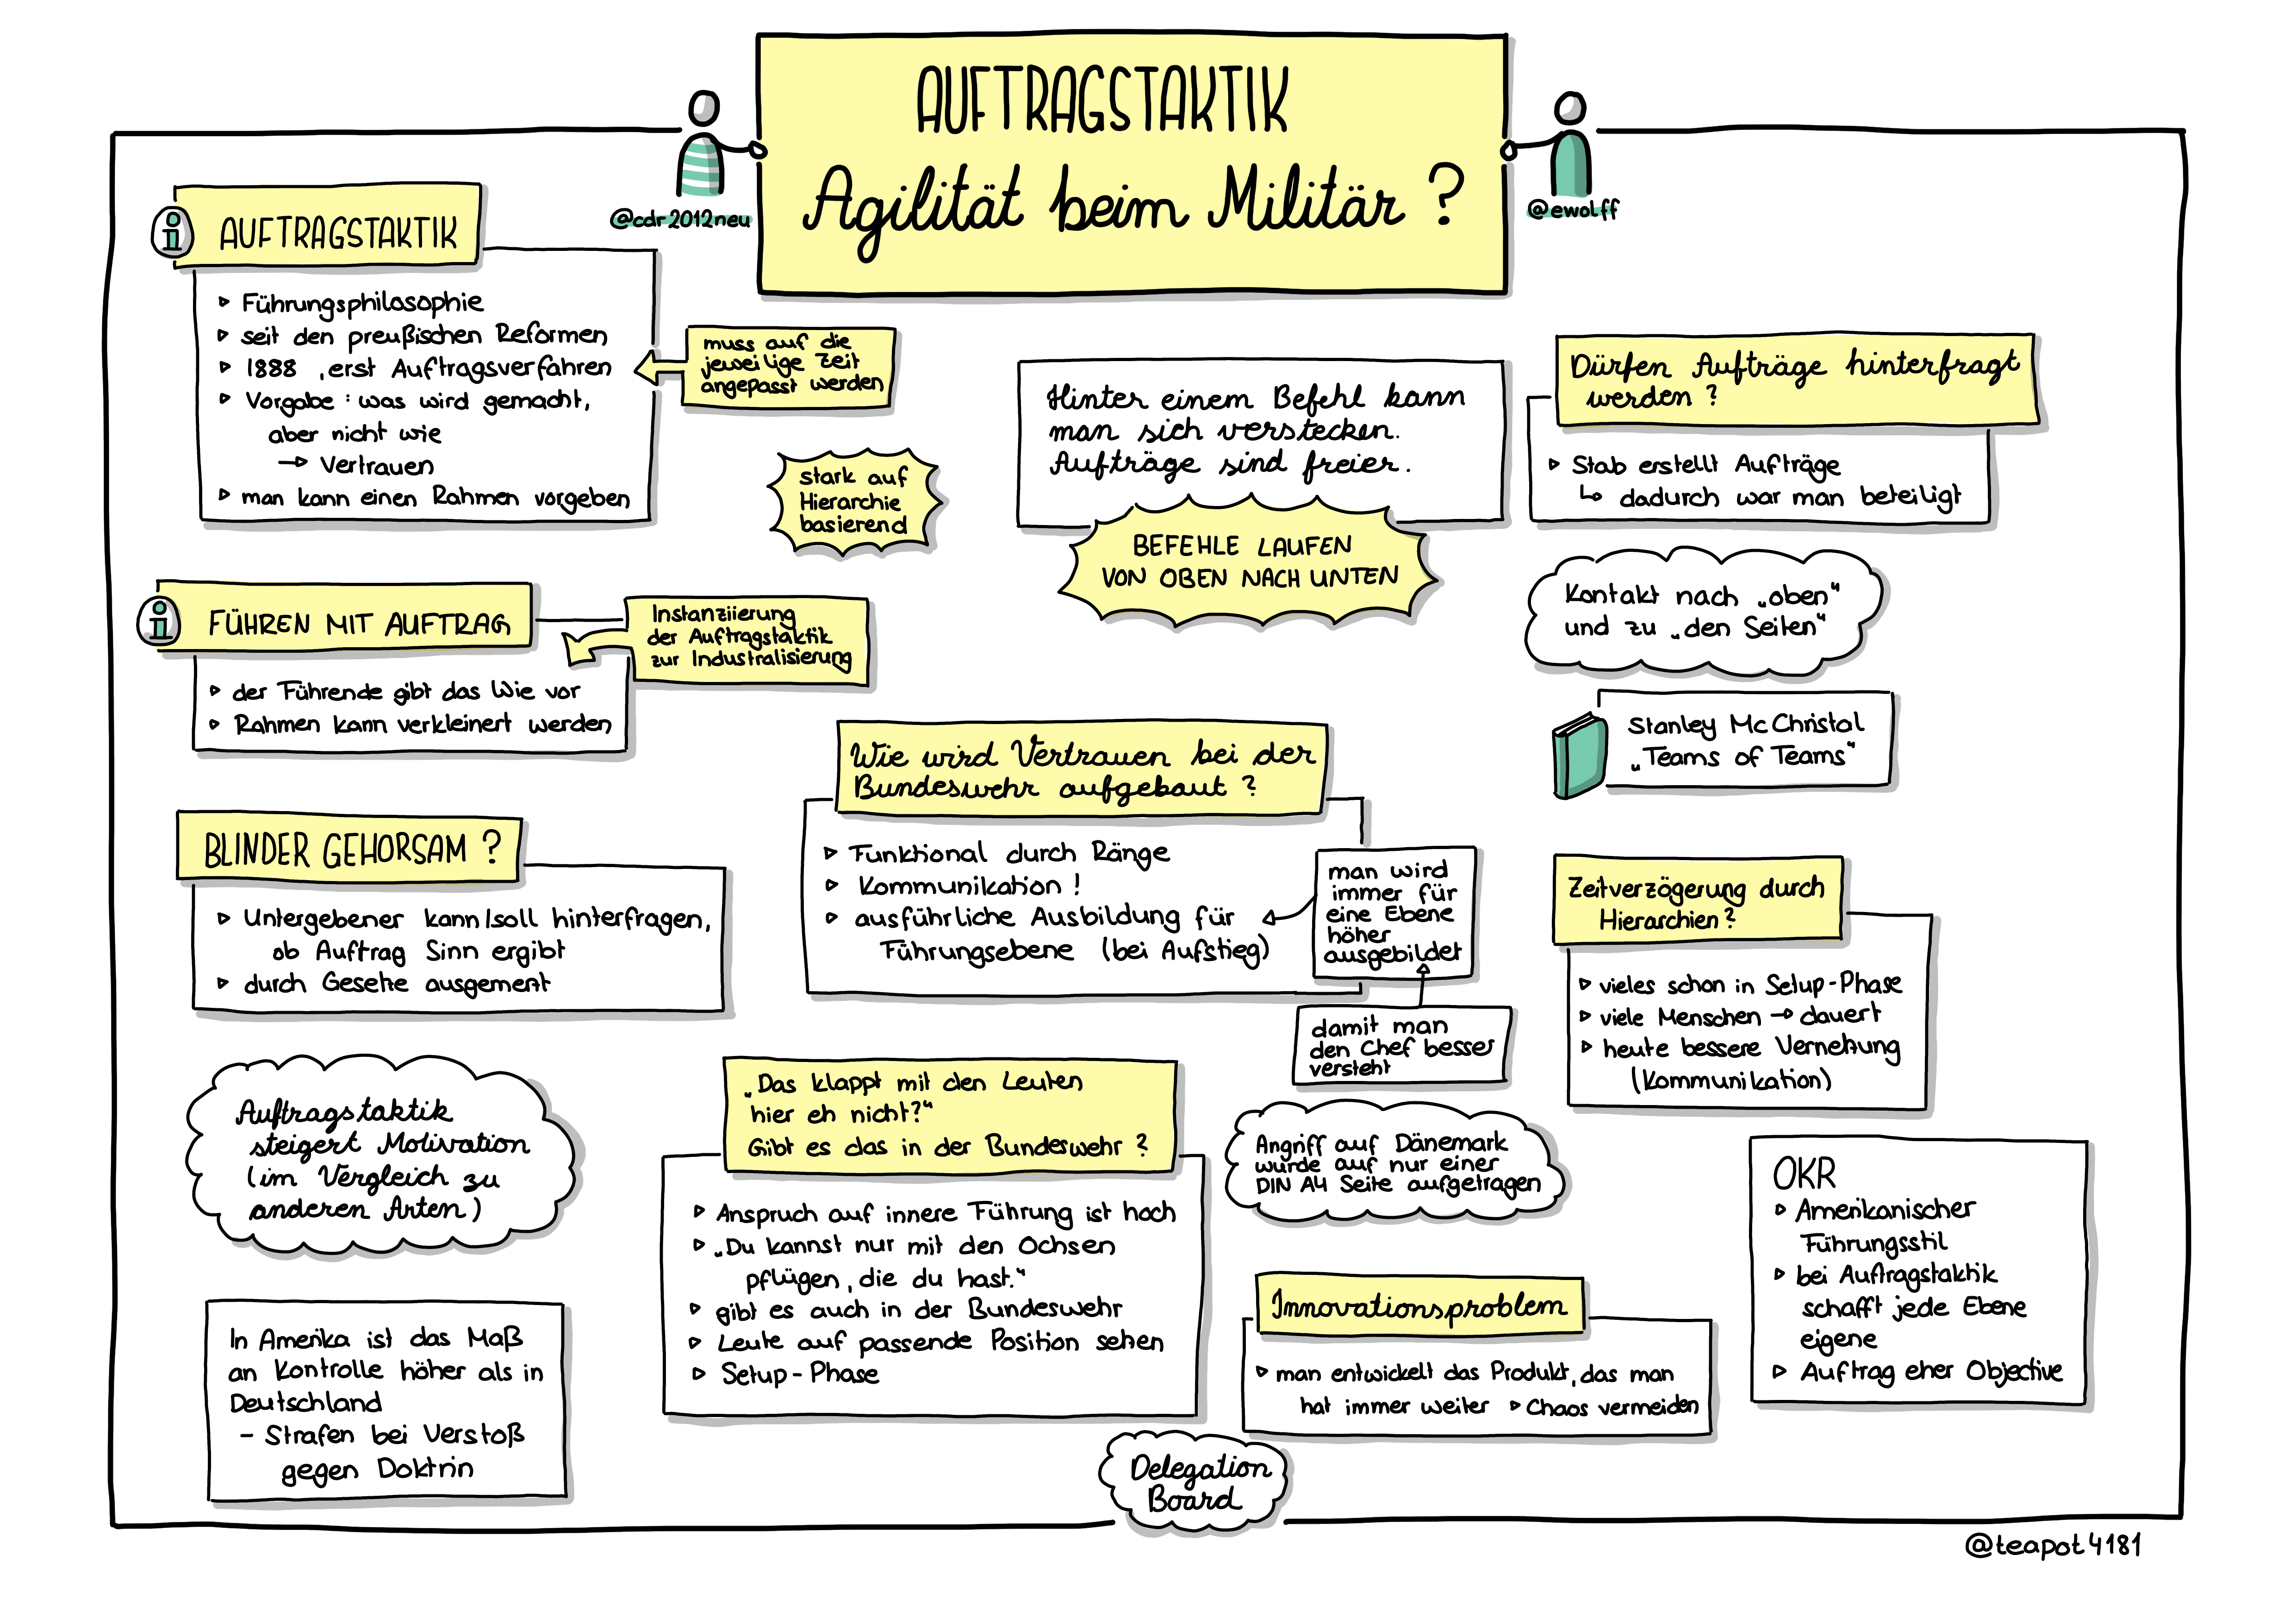 AUFTRAGSTAKTIK
Agilität beim Militär ?
@cdr2012neu
@ewolff
AUFTRAGSTAKTIK
▹ Führungsphilosophie
▹ seit den preußischen Reformen
▹ 1888 , erst Auftragsverfahren
▹ Vorgabe : was wird gemacht,
aber nicht wie
→ Vertrauen
▹ man kann einen Rahmen vorgeben
muss auf die
jeweilige Zeit
angepasst werden
stark auf
Hierarchie
basierend
Hinter einem Befehl kann
man sich verstecken.
Aufträge sind freier.
BEFEHLE LAUFEN
VON OBEN NACH UNTEN
Dürfen Aufträge hinterfragt
werden ?
▹ Stab erstellt Aufträge
↳ dadurch war man beteiligt
Kontakt nach „oben“
und zu „den Seiten“
Stanley McChristal
„Teams of Teams“
FÜHREN MIT AUFTRAG
Instanziierung
der Auftragstaktik
zur Industralisierung
▹ der Führende gibt das Wie vor
▹ Rahmen kann verkleinert werden
BLINDER GEHORSAM ?
▹ Untergebener kann/soll hinterfragen,
ob Auftrag Sinn ergibt
▹ durch Gesetze ausgemerzt
Wie wird Vertrauen bei der
Bundeswehr aufgebaut ?
▹ Funktional durch Ränge
▹ Kommunikation !
▹ ausführliche Ausbildung für
Führungsebene (bei Aufstieg)
man wird
immer für
eine Ebene
höher
ausgebildet
damit man
den Chef besser
versteht
Zeitverzögerung durch
Hierarchien?
▹ vieles schon in Setup-Phase
▹ viele Menschen → dauert
▹ heute bessere Vernetzung
(Kommunikation)
Auftragstaktik
steigert Motivation
(im Vergleich zu
anderen Arten)
„Das klappt mit den Leuten
hier eh nicht?“
Gibt es das in der Bundeswehr ?
▹ Anspruch auf innere Führung ist hoch
▹ „Du kannst nur mit den Ochsen
pflügen, die du hast.“
▹ gibt es auch in der Bundeswehr
▹ Leute auf passende Position setzen
▹ Setup-Phase
Angriff auf Dänemark
wurde auf nur einer
DIN A4 Seite aufgetragen
OKR
▹ Amerikanischer
Führungsstil
▹ bei Auftragstaktik
schafft jede Ebene
eigene
▹ Auftrag eher Objective
In Amerika ist das Maß
an Kontrolle höher als in
Deutschland
- Strafen bei Verstoß
gegen Doktrin
Innovationsproblem
▹ man entwickelt das Produkt, das man
hat immer weiter ▹ Chaos vermeiden
Delegation
Board
@teapot4181